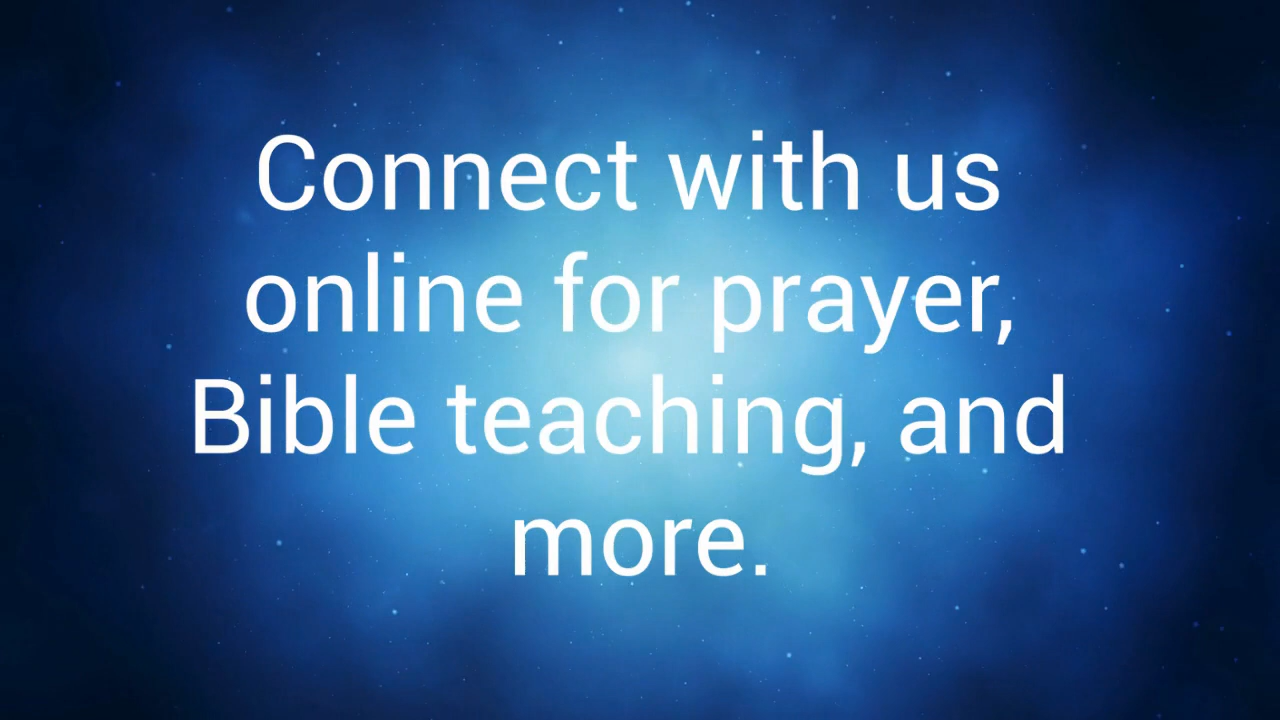 Connect with us
online for prayer,
Bible teaching, and
more.